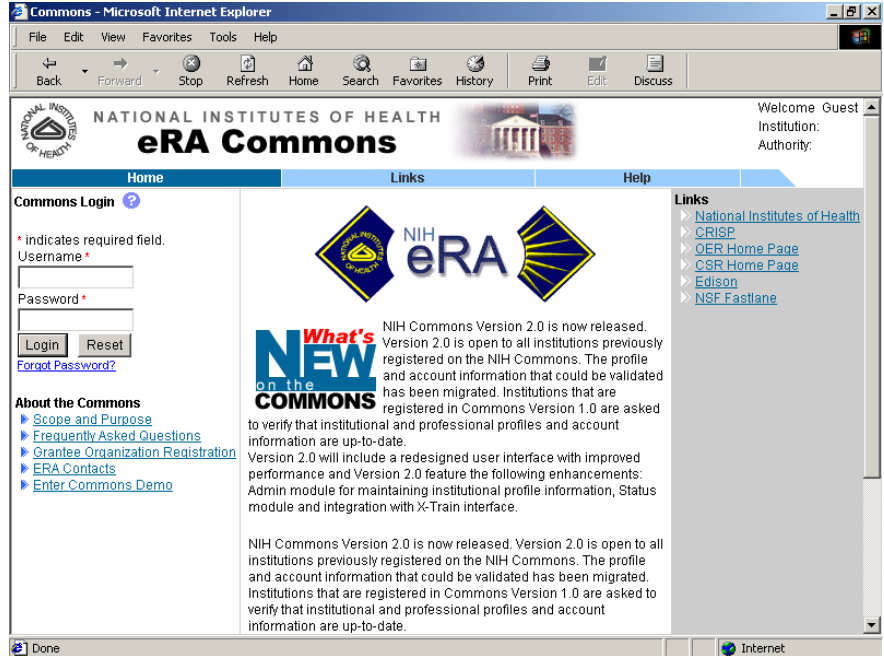 Commons - Microsoft Internet Explorer
File Edit View Favorites Tools Help
Back Forward Stop Refresh Home Search Favorites History Print Edit Discuss
NATIONAL INSTITUTES OF HEALTH
NATIONAL INSTITUTES OF HEALTH
eRA Commons
Welcome Guest
Institution:
Authority:
Home Links Help
Commons Login ?
* indicates required field.
Username *
Password *
Login Reset
Forgot Password?
About the Commons
Scope and Purpose
Frequently Asked Questions
Grantee Organization Registration
ERA Contacts
Enter Commons Demo
NATIONAL INSTITUTES OF HEALTH
NIH
eRA
What's
NEW
on the
COMMONS
NIH Commons Version 2.0 is now released.
Version 2.0 is open to all institutions previously
registered on the NIH Commons. The profile
and account information that could be validated
has been migrated. Institutions that are
registered in Commons Version 1.0 are asked
to verify that institutional and professional profiles and account
information are up-to-date.
Version 2.0 will include a redesigned user interface with improved
performance and Version 2.0 feature the following enhancements:
Admin module for maintaining institutional profile information, Status
module and integration with X-Train interface.
NIH Commons Version 2.0 is now released. Version 2.0 is open to all
institutions previously registered on the NIH Commons. The profile
and account information that could be validated has been migrated.
Institutions that are registered in Commons Version 1.0 are asked to
verify that institutional and professional profiles and account
information are up-to-date.
Links
National Institutes of Health
CRISP
OER Home Page
CSR Home Page
Edison
NSF Fastlane
Done
Internet